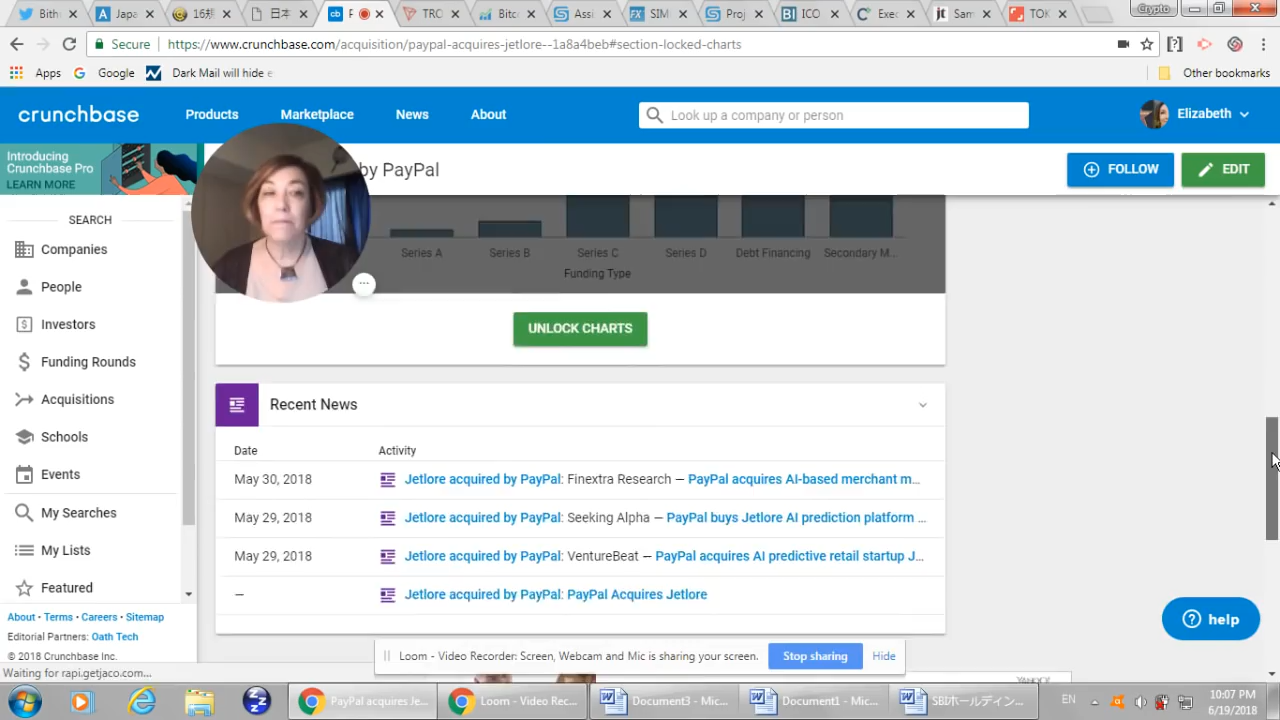 Bith
Japa
16規
日本
F
TRO
Bitco
Assi
SIM
Proj
ICO
Exec
Sam
TOK
Crypto
Secure
https://www.crunchbase.com/acquisition/paypal-acquires-jetlore--1a8a4beb#section-locked-charts
Apps
Google
Dark Mail will hide e
Other bookmarks
crunchbase
Products
Marketplace
News
About
Look up a company or person
Elizabeth
Introducing
Crunchbase Pro
LEARN MORE
by PayPal
FOLLOW
EDIT
SEARCH
Companies
People
Investors
Funding Rounds
Acquisitions
Schools
Events
My Searches
My Lists
Featured
About • Terms • Careers • Sitemap
Editorial Partners: Oath Tech
© 2018 Crunchbase Inc.
Series A
Series B
Series C
Series D
Debt Financing
Secondary M...
Funding Type
UNLOCK CHARTS
Recent News
Date
Activity
May 30, 2018
Jetlore acquired by PayPal: Finextra Research — PayPal acquires AI-based merchant m...
May 29, 2018
Jetlore acquired by PayPal: Seeking Alpha — PayPal buys Jetlore AI prediction platform ...
May 29, 2018
Jetlore acquired by PayPal: VentureBeat — PayPal acquires AI predictive retail startup J...
—
Jetlore acquired by PayPal: PayPal Acquires Jetlore
help
Loom - Video Recorder: Screen, Webcam and Mic is sharing your screen.
Stop sharing
Hide
Waiting for rapi.getjaco.com...
PayPal acquires Je...
Loom - Video Rec...
Document3 - Mic...
Document1 - Mic...
SBIホールディン...
EN
10:07 PM
6/19/2018